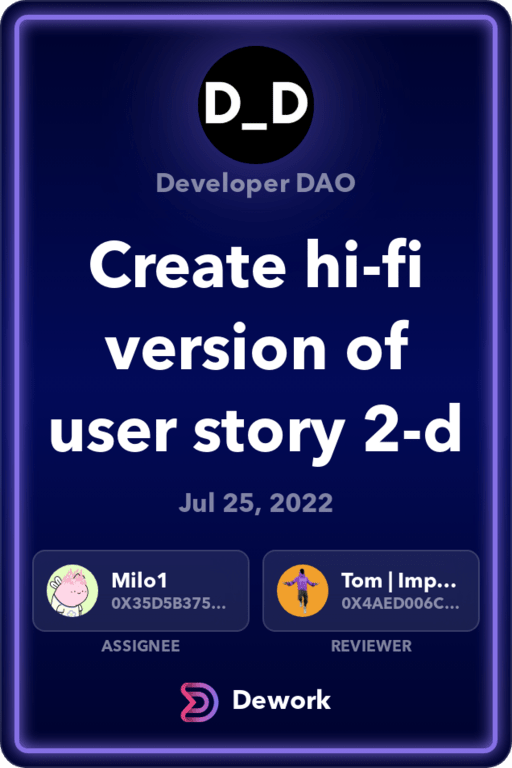 D_D
Developer DAO
Create hi-fi
version of
user story 2-d
Jul 25, 2022
Milo1
0X35D5B375...
ASSIGNEE
Tom | Imp...
0X4AED006C...
REVIEWER
Dework